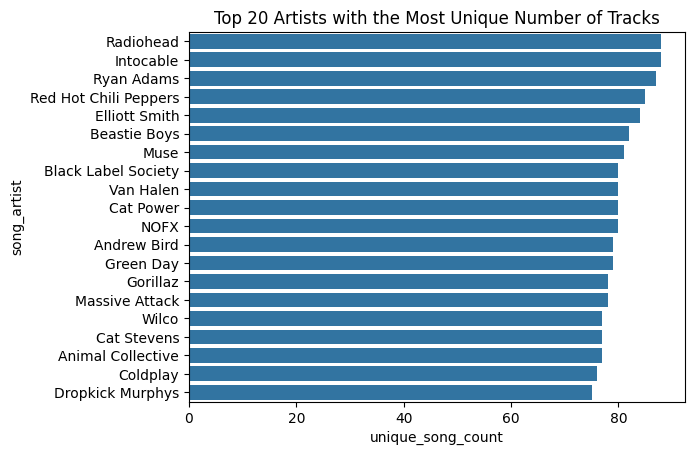 Top 20 Artists with the Most Unique Number of Tracks
song_artist
Radiohead
Intocable
Ryan Adams
Red Hot Chili Peppers
Elliott Smith
Beastie Boys
Muse
Black Label Society
Van Halen
Cat Power
NOFX
Andrew Bird
Green Day
Gorillaz
Massive Attack
Wilco
Cat Stevens
Animal Collective
Coldplay
Dropkick Murphys
0 20 40 60 80
unique_song_count